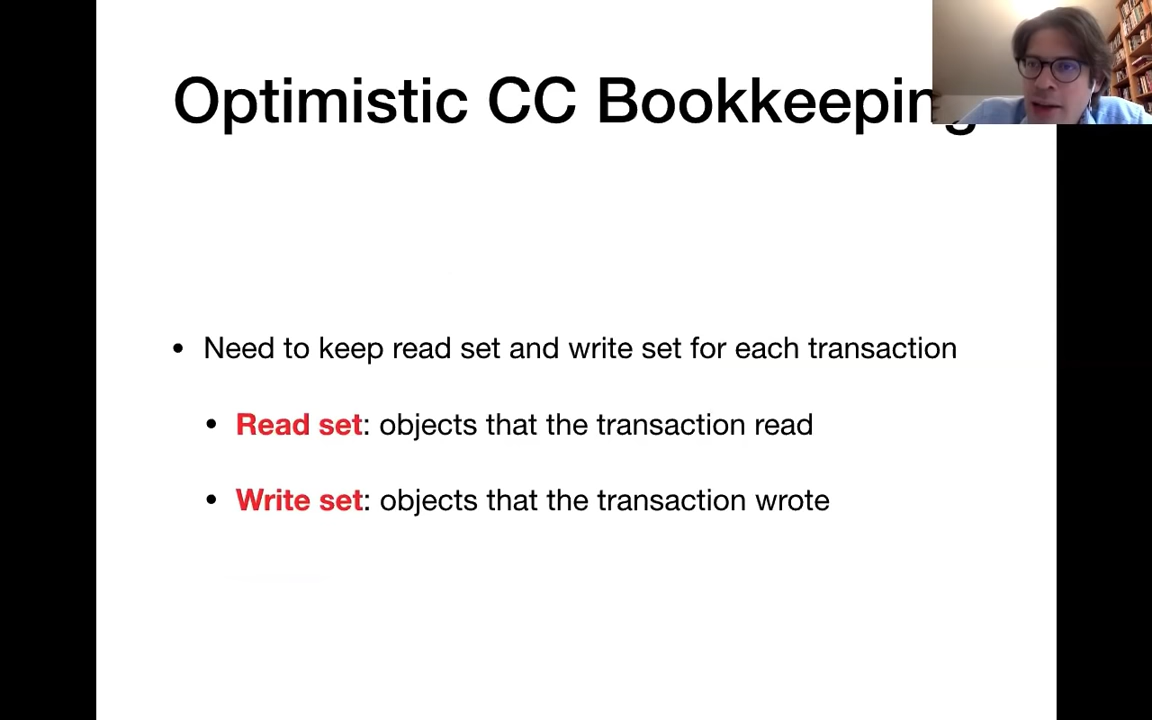 Optimistic CC Bookkeeping
• Need to keep read set and write set for each transaction
• Read set: objects that the transaction read
• Write set: objects that the transaction wrote